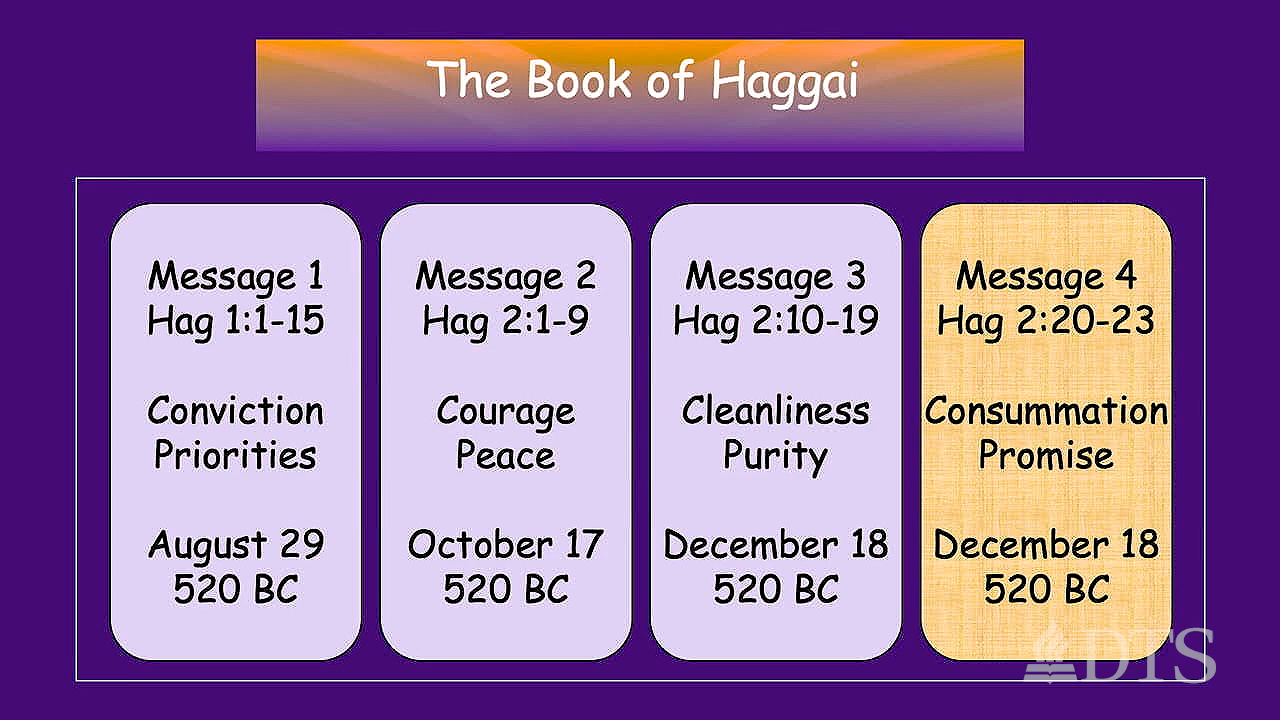 The Book of Haggai
Message 1
Hag 1:1-15
Conviction
Priorities
August 29
520 BC
Message 2
Hag 2:1-9
Courage
Peace
October 17
520 BC
Message 3
Hag 2:10-19
Cleanliness
Purity
December 18
520 BC
Message 4
Hag 2:20-23
Consummation
Promise
December 18
520 BC
DTS